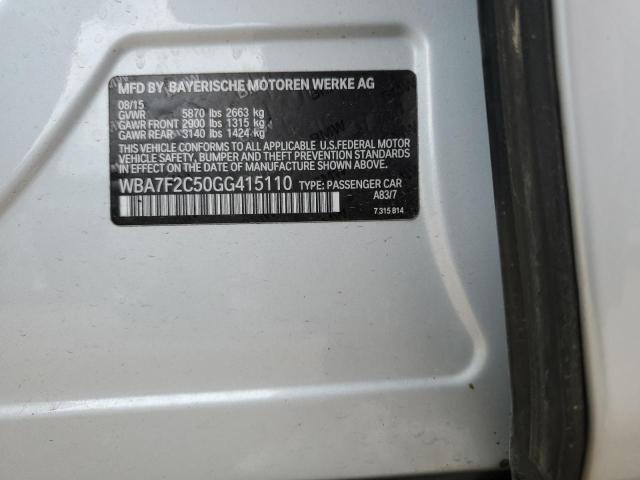 MFD BY BAYERISCHE MOTOREN WERKE AG
08/15
GVWR 5870 lbs 2663 kg
GAWR FRONT 2900 lbs 1315 kg
GAWR REAR 3140 lbs 1424 kg
THIS VEHICLE CONFORMS TO ALL APPLICABLE U.S.FEDERAL MOTOR
VEHICLE SAFETY, BUMPER AND THEFT PREVENTION STANDARDS
IN EFFECT ON THE DATE OF MANUFACTURE SHOWN ABOVE.
WBA7F2C50GG415110 TYPE: PASSENGER CAR
A83/7
7 315 814